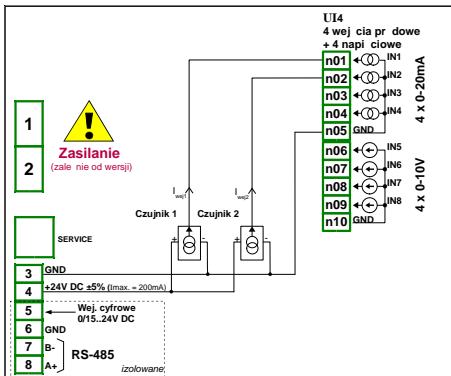 UI4
4 wej cia pr dowe
+ 4 napi ciowe
n01 IN1
n02 IN2
n03 IN3
n04 IN4
n05 GND
4 x 0-20mA
n06 IN5
n07 IN6
n08 IN7
n09 IN8
n10 GND
4 x 0-10V
1
2
Zasilanie
(zale nie od wersji)
I wej1
I wej2
Czujnik 1 Czujnik 2
+ -
+ -
SERVICE
3 GND
4 +24V DC ±5% (Imax. = 200mA)
5 Wej. cyfrowe
0/15..24V DC
6 GND
7 B-
8 A+
RS-485
izolowane